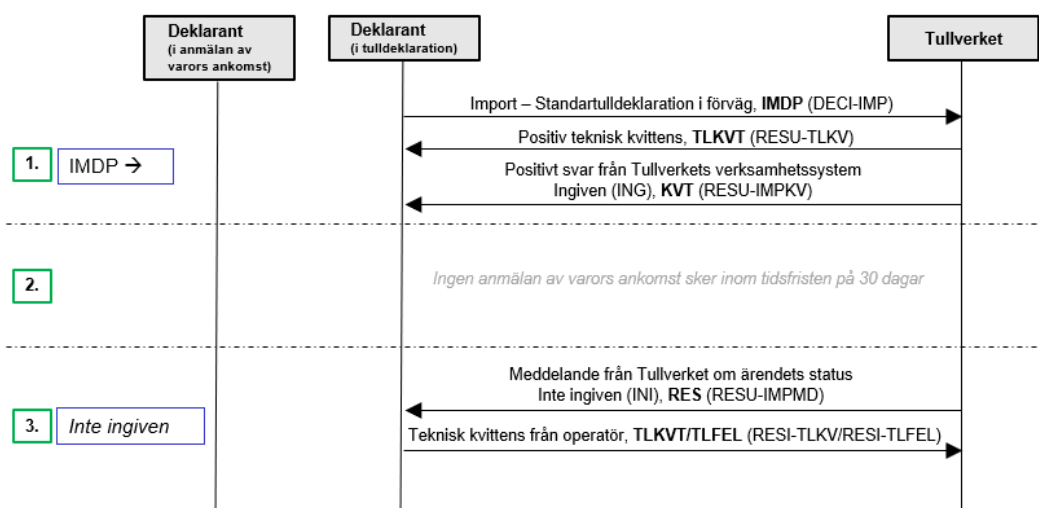 Deklarant
(i anmälan av
varors ankomst)
Deklarant
(i tulldeklaration)
Tullverket
Import – Standartulldeklaration i förväg, IMDP (DECI-IMP)
Positiv teknisk kvittens, TLKVT (RESU-TLKV)
1.
IMDP →
Positivt svar från Tullverkets verksamhetssystem
Ingiven (ING), KVT (RESU-IMPKV)
2.
Ingen anmälan av varors ankomst sker inom tidsfristen på 30 dagar
Meddelande från Tullverket om ärendets status
Inte ingiven (INI), RES (RESU-IMPMD)
3.
Inte ingiven
Teknisk kvittens från operatör, TLKVT/TLFEL (RESI-TLKV/RESI-TLFEL)